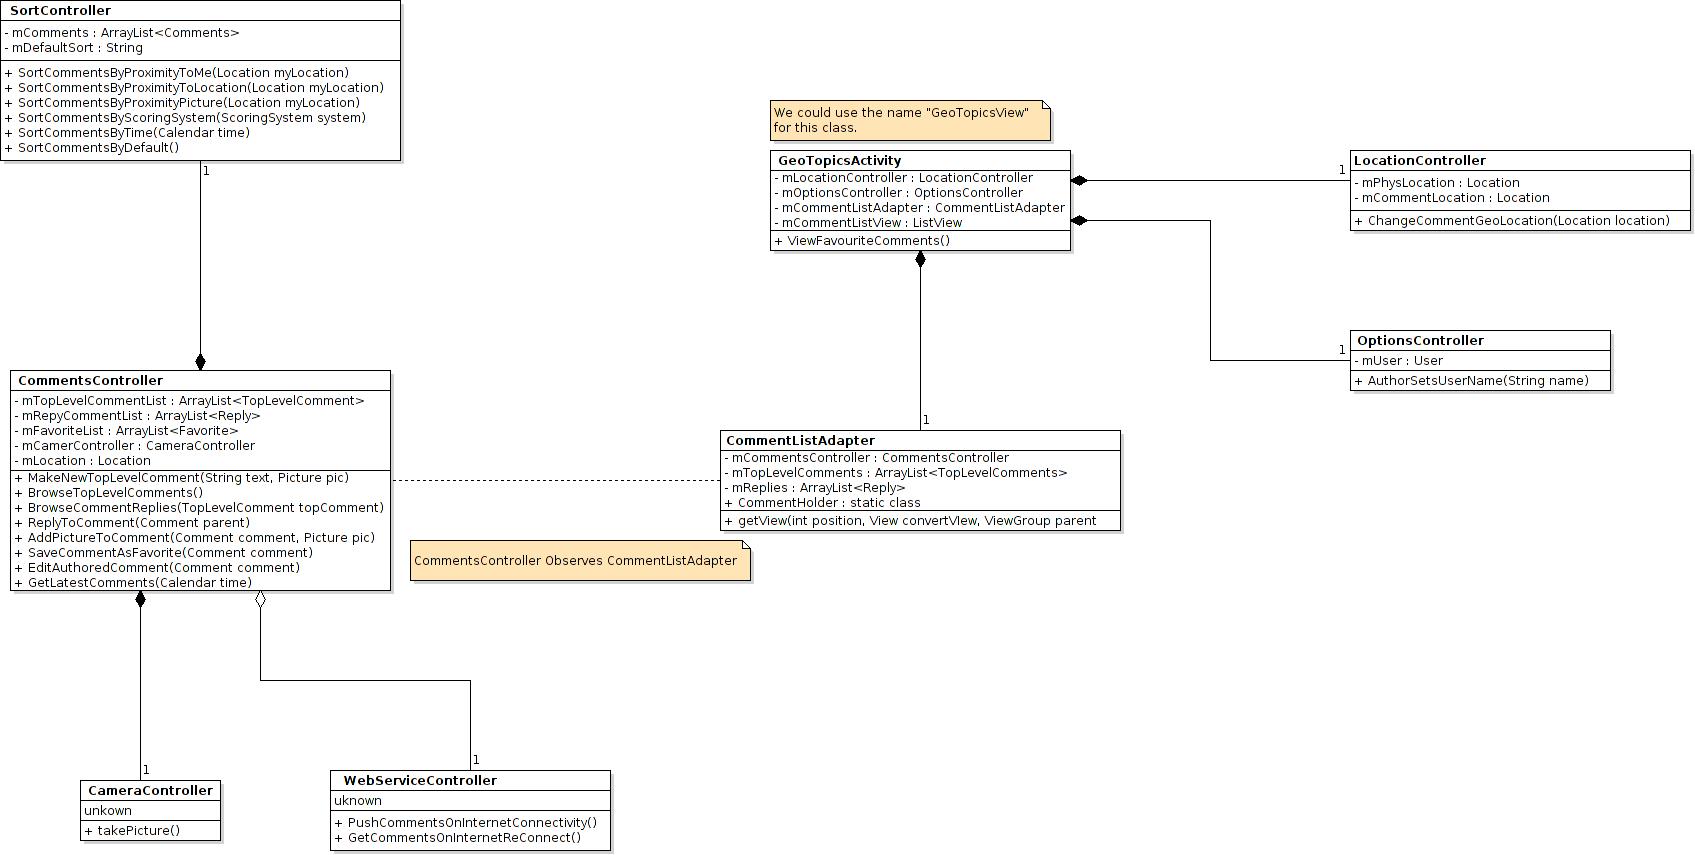 SortController
- mComments : ArrayList<Comments>
- mDefaultSort : String
+ SortCommentsByProximityToMe(Location myLocation)
+ SortCommentsByProximityToLocation(Location myLocation)
+ SortCommentsByProximityPicture(Location myLocation)
+ SortCommentsByScoringSystem(ScoringSystem system)
+ SortCommentsByTime(Calendar time)
+ SortCommentsByDefault()
1
We could use the name "GeoTopicsView"
for this class.
GeoTopicsActivity
- mLocationController : LocationController
- mOptionsController : OptionsController
- mCommentListAdapter : CommentListAdapter
- mCommentListView : ListView
+ ViewFavouriteComments()
1
LocationController
- mPhysLocation : Location
- mCommentLocation : Location
+ ChangeCommentGeoLocation(Location location)
1
OptionsController
- mUser : User
+ AuthorSetsUserName(String name)
CommentsController
- mTopLevelCommentList : ArrayList<TopLevelComment>
- mRepyCommentList : ArrayList<Reply>
- mFavoriteList : ArrayList<Favorite>
- mCamerController : CameraController
- mLocation : Location
+ MakeNewTopLevelComment(String text, Picture pic)
+ BrowseTopLevelComments()
+ BrowseCommentReplies(TopLevelComment topComment)
+ ReplyToComment(Comment parent)
+ AddPictureToComment(Comment comment, Picture pic)
+ SaveCommentAsFavorite(Comment comment)
+ EditAuthoredComment(Comment comment)
+ GetLatestComments(Calendar time)
1
CommentListAdapter
- mCommentsController : CommentsController
- mTopLevelComments : ArrayList<TopLevelComments>
- mReplies : ArrayList<Reply>
+ CommentHolder : static class
+ getView(int position, View convertVIew, ViewGroup parent
CommentsController Observes CommentListAdapter
1
CameraController
unkown
+ takePicture()
1
WebServiceController
uknown
+ PushCommentsOnInternetConnectivity()
+ GetCommentsOnInternetReConnect()